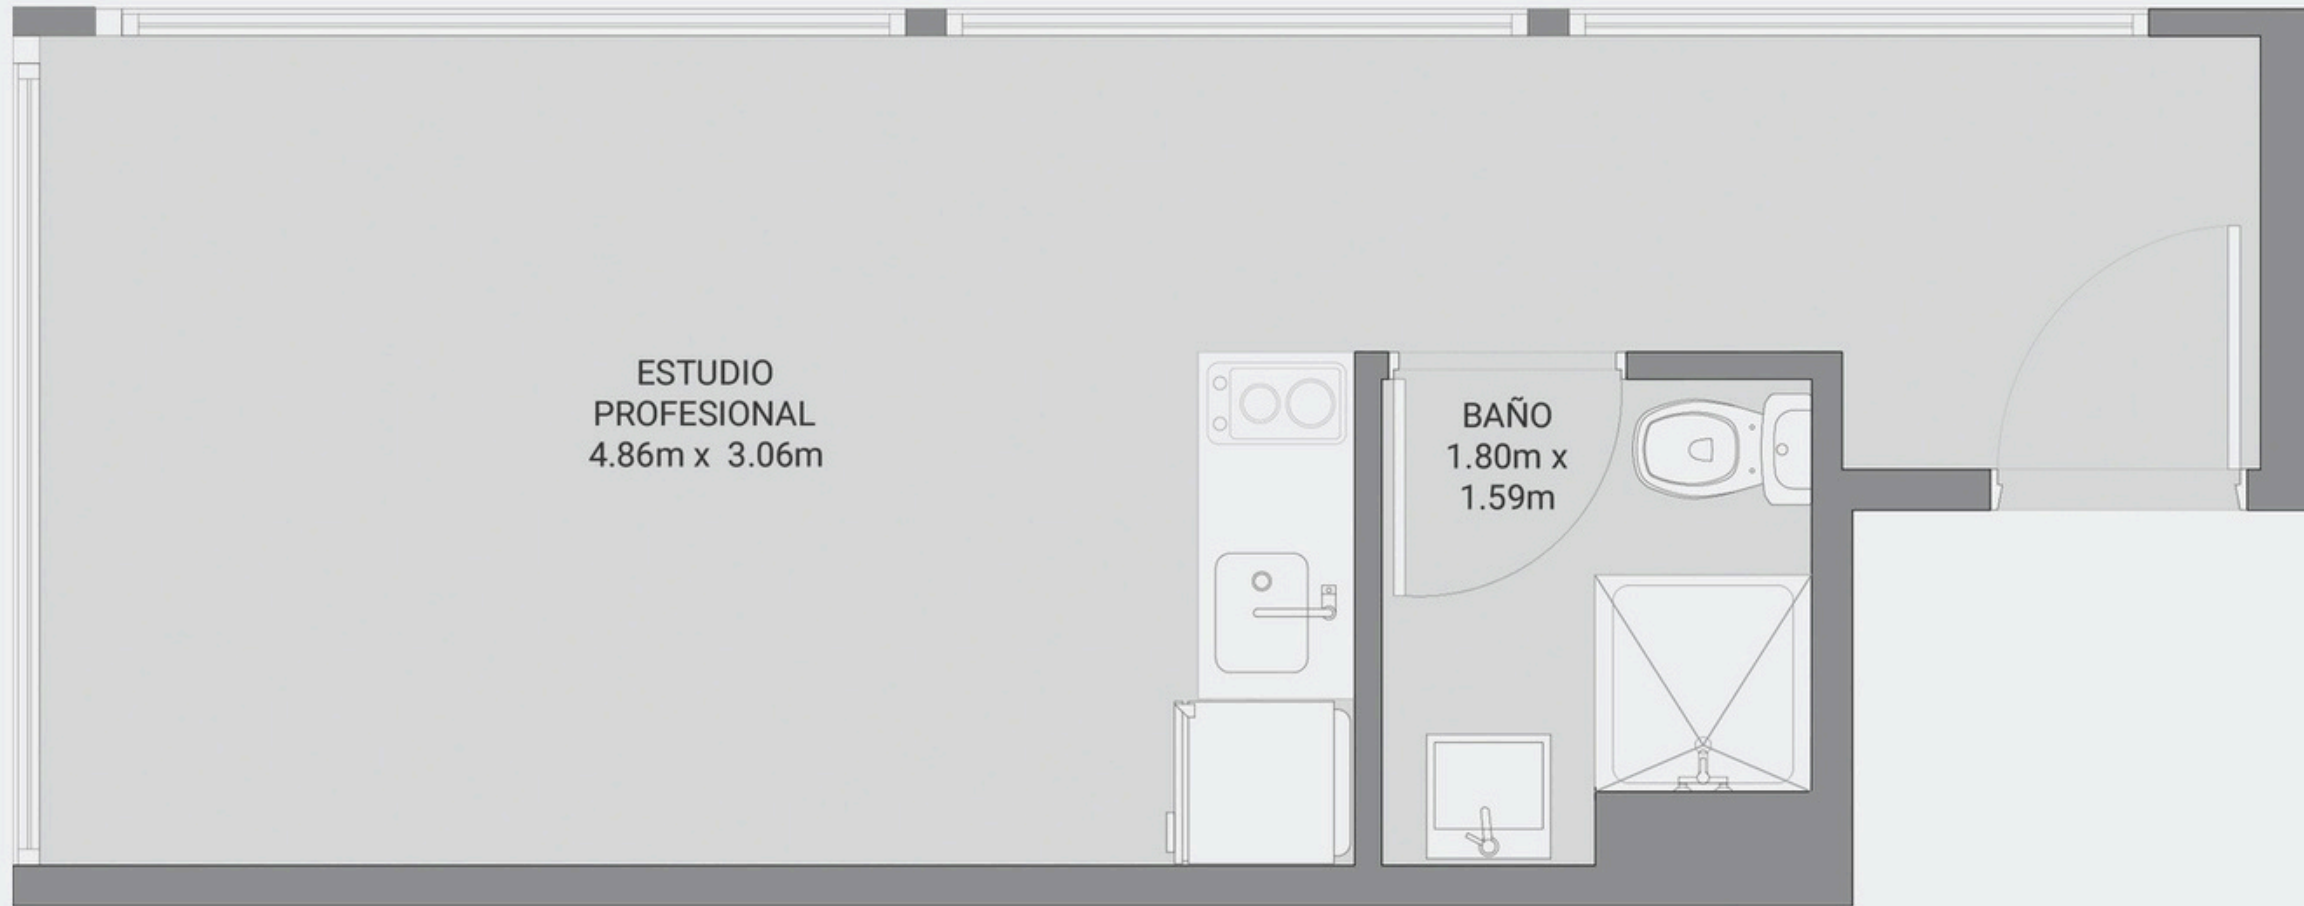 ESTUDIO
PROFESIONAL
4.86m x 3.06m
BAÑO
1.80m x
1.59m